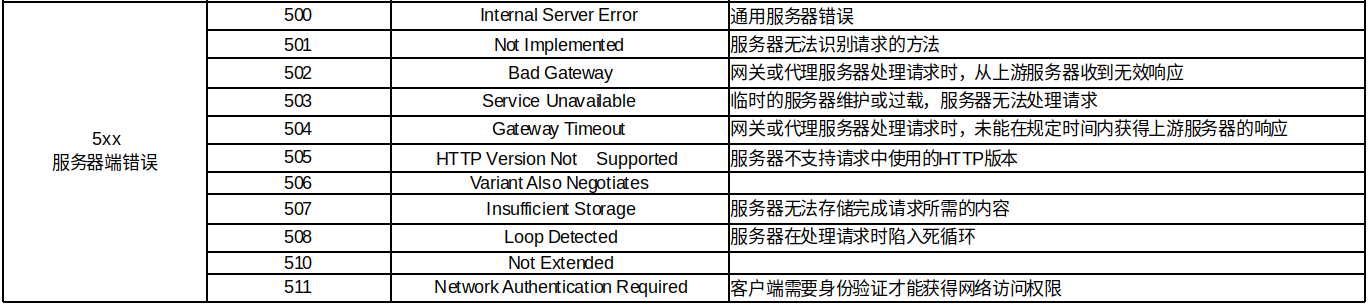 500 Internal Server Error 通用服务器错误
501 Not Implemented 服务器无法识别请求的方法
502 Bad Gateway 网关或代理服务器处理请求时，从上游服务器收到无效响应
503 Service Unavailable 临时的服务器维护或过载，服务器无法处理请求
504 Gateway Timeout 网关或代理服务器处理请求时，未能在规定时间内获得上游服务器的响应
5xx
服务器端错误
505 HTTP Version Not Supported 服务器不支持请求中使用的HTTP版本
506 Variant Also Negotiates
507 Insufficient Storage 服务器无法存储完成请求所需的内容
508 Loop Detected 服务器在处理请求时陷入死循环
510 Not Extended
511 Network Authentication Required 客户端需要身份验证才能获得网络访问权限